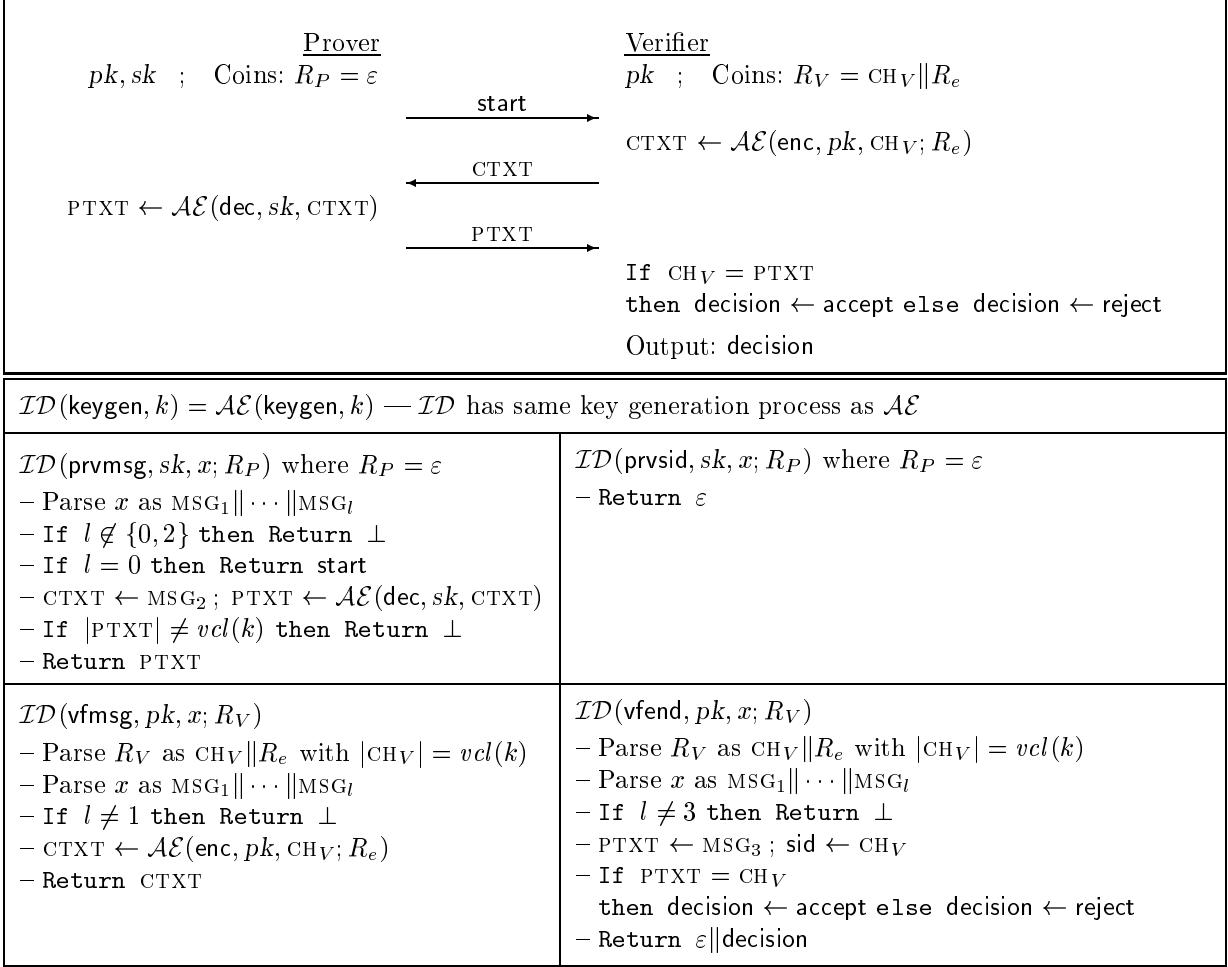 Prover Verifier
pk, sk ; Coins: R_P = ε pk ; Coins: R_V = CH_V‖R_e
start
CTXT ← 𝒜ℰ(enc, pk, CH_V; R_e)
CTXT
PTXT ← 𝒜ℰ(dec, sk, CTXT)
PTXT
If CH_V = PTXT
then decision ← accept else decision ← reject
Output: decision
ℐ𝒟(keygen, k) = 𝒜ℰ(keygen, k) — ℐ𝒟 has same key generation process as 𝒜ℰ
ℐ𝒟(prvmsg, sk, x; R_P) where R_P = ε
– Parse x as MSG_1‖ · · · ‖MSG_l
– If l ∉ {0, 2} then Return ⊥
– If l = 0 then Return start
– CTXT ← MSG_2 ; PTXT ← 𝒜ℰ(dec, sk, CTXT)
– If |PTXT| ≠ vcl(k) then Return ⊥
– Return PTXT
ℐ𝒟(prvsid, sk, x; R_P) where R_P = ε
– Return ε
ℐ𝒟(vfmsg, pk, x; R_V)
– Parse R_V as CH_V‖R_e with |CH_V| = vcl(k)
– Parse x as MSG_1‖ · · · ‖MSG_l
– If l ≠ 1 then Return ⊥
– CTXT ← 𝒜ℰ(enc, pk, CH_V; R_e)
– Return CTXT
ℐ𝒟(vfend, pk, x; R_V)
– Parse R_V as CH_V‖R_e with |CH_V| = vcl(k)
– Parse x as MSG_1‖ · · · ‖MSG_l
– If l ≠ 3 then Return ⊥
– PTXT ← MSG_3 ; sid ← CH_V
– If PTXT = CH_V
then decision ← accept else decision ← reject
– Return ε‖decision